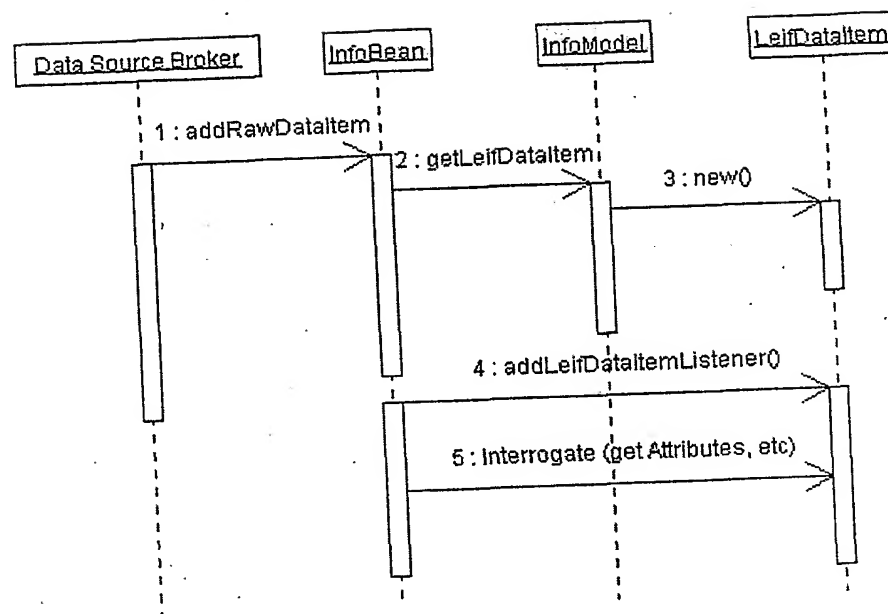 Data Source Broker
InfoBean
InfoModel
LeifDataItem
1 : addRawDataItem
2 : getLeifDataItem
3 : new()
4 : addLeifDataItemListener()
5 : Interrogate (get Attributes, etc)